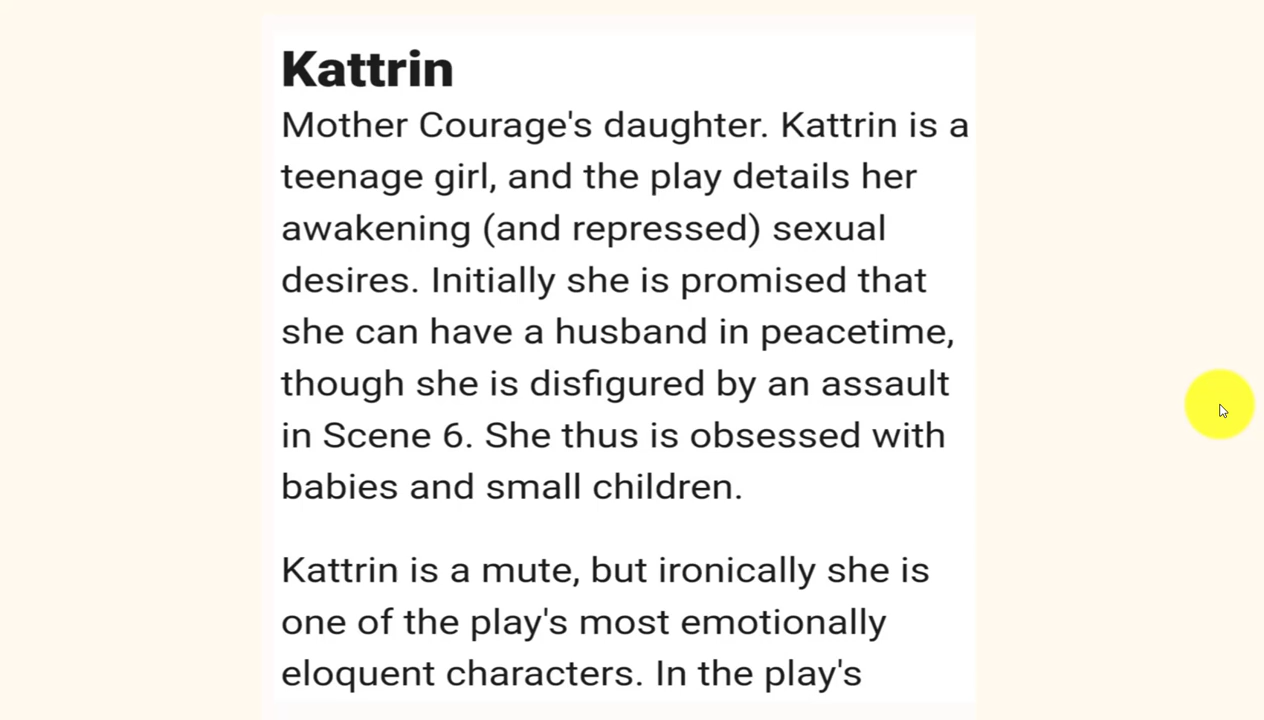 Kattrin
Mother Courage's daughter. Kattrin is a
teenage girl, and the play details her
awakening (and repressed) sexual
desires. Initially she is promised that
she can have a husband in peacetime,
though she is disfigured by an assault
in Scene 6. She thus is obsessed with
babies and small children.
Kattrin is a mute, but ironically she is
one of the play's most emotionally
eloquent characters. In the play's